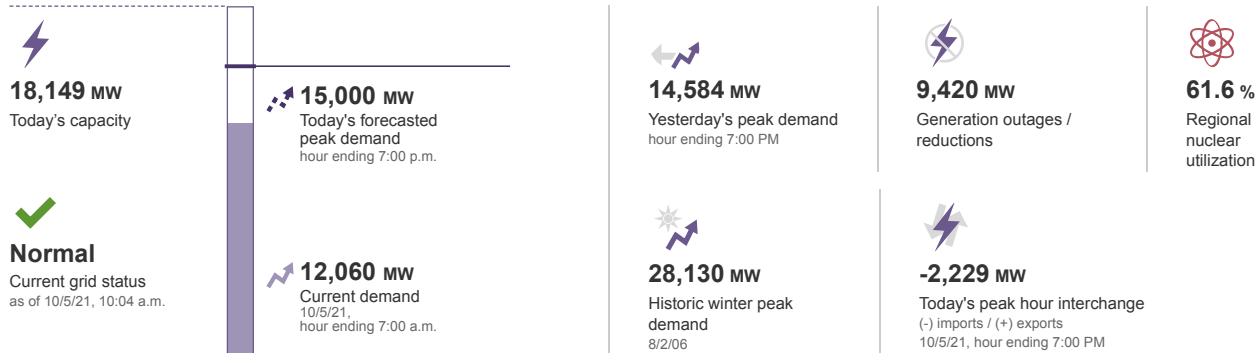 18,149 MW
Today's capacity
Normal
Current grid status
as of 10/5/21, 10:04 a.m.
15,000 MW
Today's forecasted
peak demand
hour ending 7:00 p.m.
12,060 MW
Current demand
10/5/21,
hour ending 7:00 a.m.
14,584 MW
Yesterday's peak demand
hour ending 7:00 PM
9,420 MW
Generation outages /
reductions
61.6 %
Regional
nuclear
utilization
28,130 MW
Historic winter peak
demand
8/2/06
-2,229 MW
Today's peak hour interchange
(-) imports / (+) exports
10/5/21, hour ending 7:00 PM